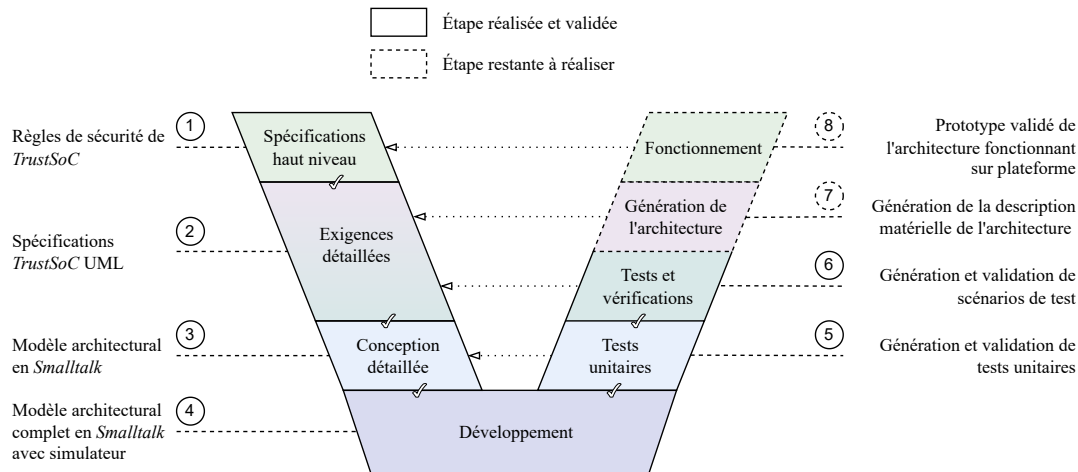 Étape réalisée et validée
Étape restante à réaliser
Règles de sécurité de
TrustSoC
1
Spécifications
haut niveau
Fonctionnement
8
Prototype validé de
l'architecture fonctionnant
sur plateforme
Spécifications
TrustSoC UML
2
Exigences
détaillées
Génération de
l'architecture
7
Génération de la description
matérielle de l'architecture
Tests et
vérifications
6
Génération et validation de
scénarios de test
Modèle architectural
en Smalltalk
3
Conception
détaillée
Tests
unitaires
5
Génération et validation de
tests unitaires
Modèle architectural
complet en Smalltalk
avec simulateur
4
Développement